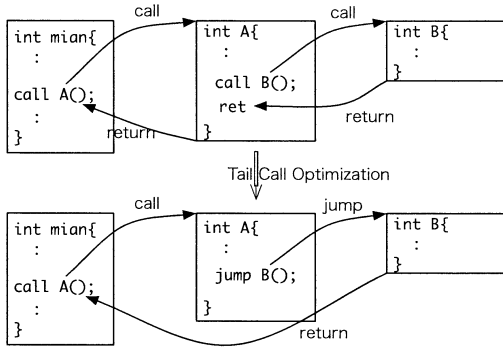 call
call
int mian{
:
call A();
:
}
int A{
:
call B();
ret
}
int B{
:
}
return
return
Tail Call Optimization
call
jump
int mian{
:
call A();
:
}
int A{
:
jump B();
}
int B{
:
}
return